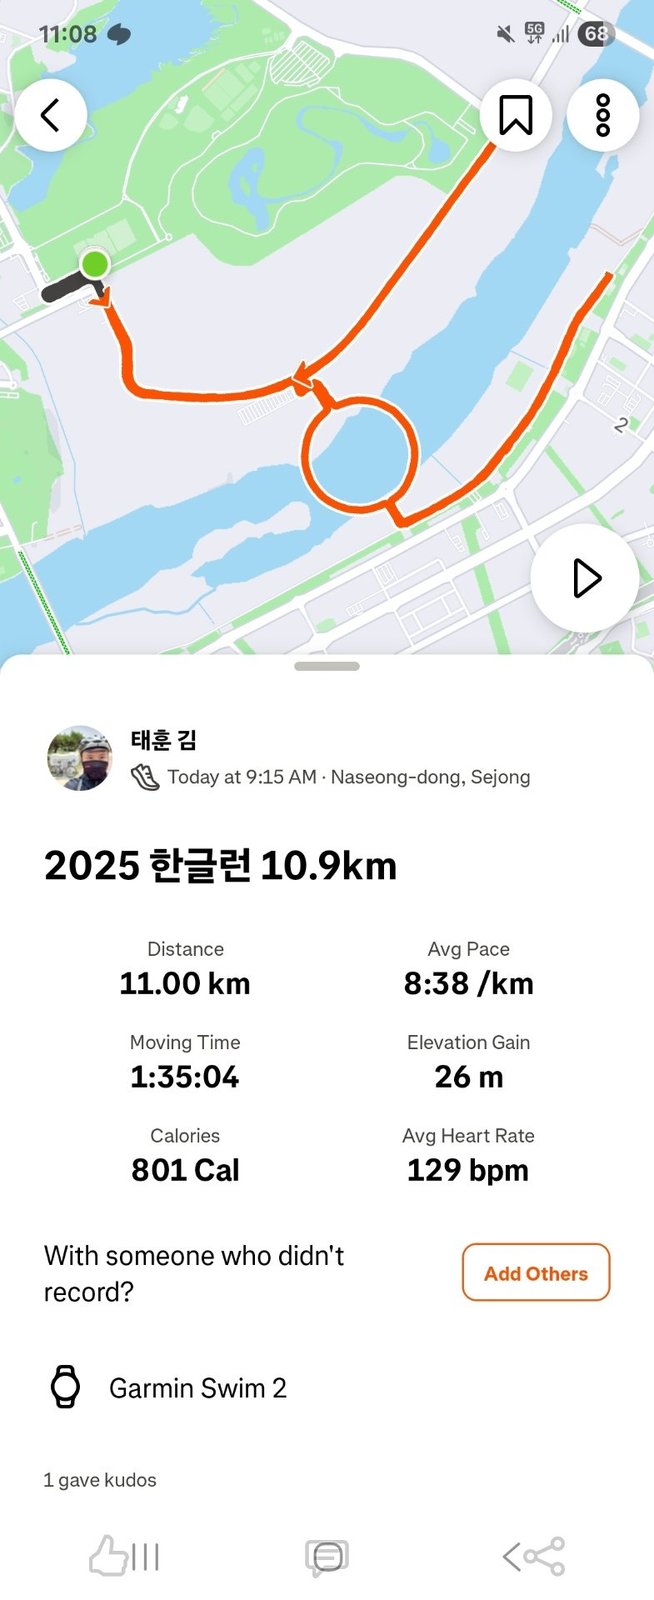 11:08
5G
68
2
태훈 김
Today at 9:15 AM · Naseong-dong, Sejong
2025 한글런 10.9km
Distance
Avg Pace
11.00 km
8:38 /km
Moving Time
Elevation Gain
1:35:04
26 m
Calories
Avg Heart Rate
801 Cal
129 bpm
With someone who didn't
record?
Add Others
Garmin Swim 2
1 gave kudos